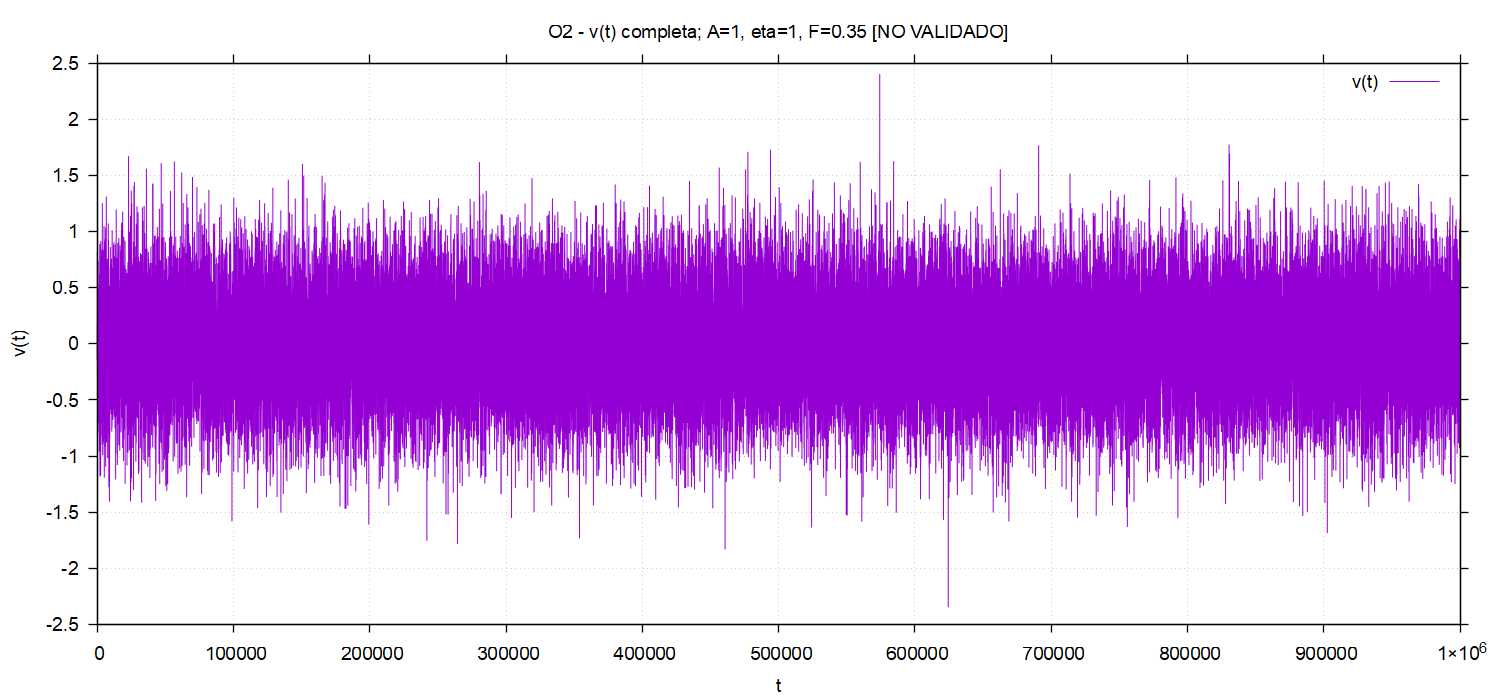 O2 - v(t) completa; A=1, eta=1, F=0.35 [NO VALIDADO]
v(t)
2.5
2
1.5
1
0.5
0
-0.5
-1
-1.5
-2
-2.5
v(t)
0 100000 200000 300000 400000 500000 600000 700000 800000 900000 1×10⁶
t